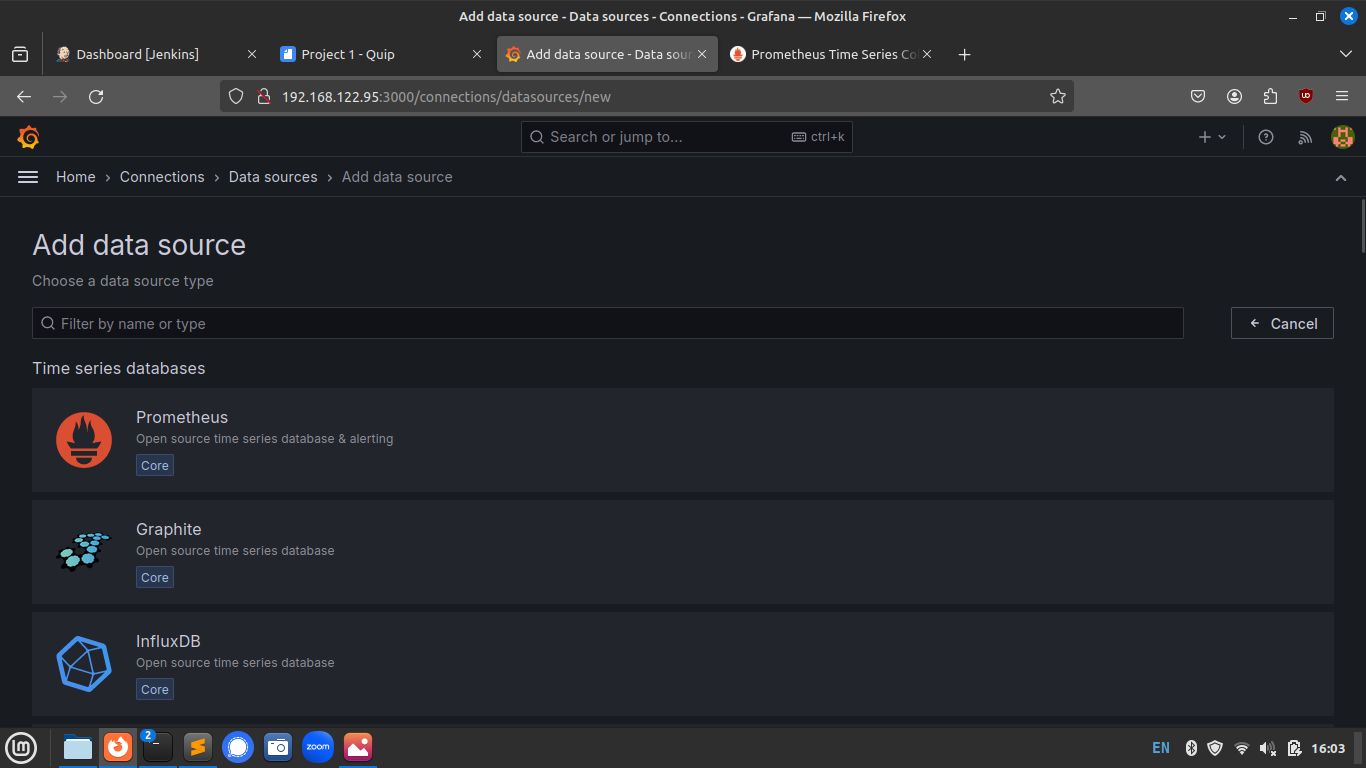 Add data source - Data sources - Connections - Grafana — Mozilla Firefox
Dashboard [Jenkins]
Project 1 - Quip
Add data source - Data sour
Prometheus Time Series Co
192.168.122.95:3000/connections/datasources/new
Search or jump to...
ctrl+k
Home › Connections › Data sources › Add data source
Add data source
Choose a data source type
Filter by name or type
Cancel
Time series databases
Prometheus
Open source time series database & alerting
Core
Graphite
Open source time series database
Core
InfluxDB
Open source time series database
Core
2
zoom
EN
16:03